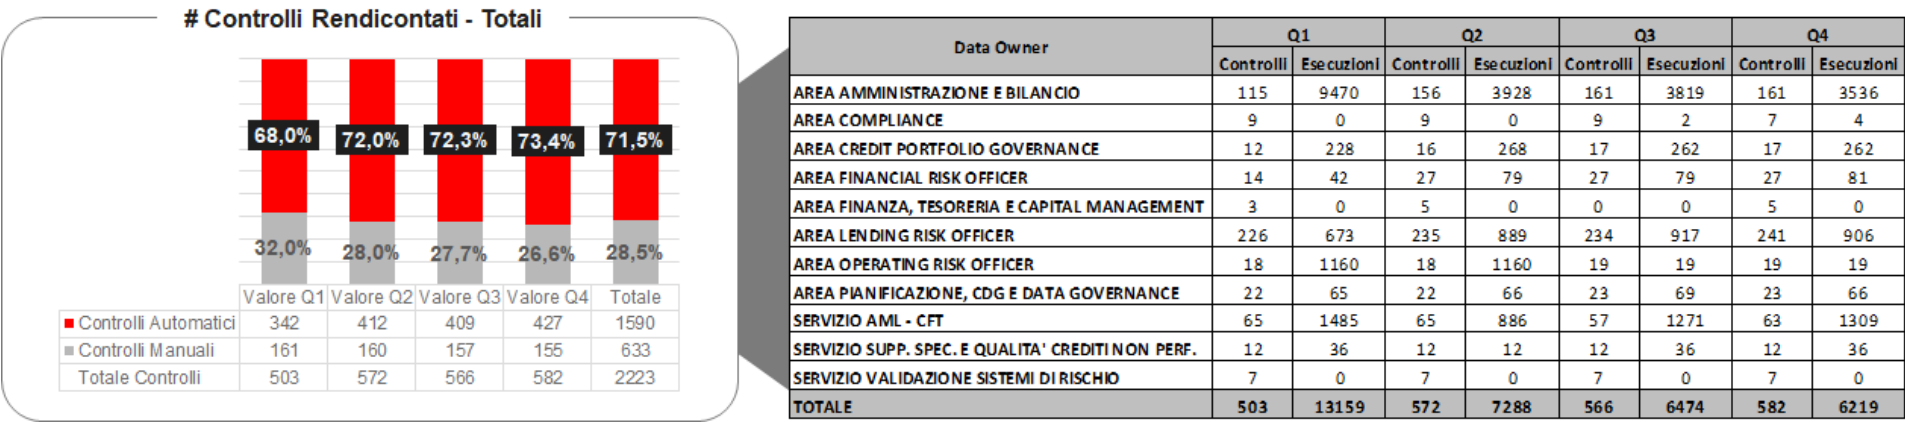 # Controlli Rendicontati - Totali
68,0% 72,0% 72,3% 73,4% 71,5%
32,0% 28,0% 27,7% 26,6% 28,5%
Valore Q1 Valore Q2 Valore Q3 Valore Q4 Totale
Controlli Automatici 342 412 409 427 1590
Controlli Manuali 161 160 157 155 633
Totale Controlli 503 572 566 582 2223
Data Owner Q1 Q2 Q3 Q4
Controlli Esecuzioni Controlli Esecuzioni Controlli Esecuzioni Controlli Esecuzioni
AREA AMMINISTRAZIONE E BILANCIO 115 9470 156 3928 161 3819 161 3536
AREA COMPLIANCE 9 0 9 0 9 2 7 4
AREA CREDIT PORTFOLIO GOVERNANCE 12 228 16 268 17 262 17 262
AREA FINANCIAL RISK OFFICER 14 42 27 79 27 79 27 81
AREA FINANZA, TESORERIA E CAPITAL MANAGEMENT 3 0 5 0 0 0 5 0
AREA LENDING RISK OFFICER 226 673 235 889 234 917 241 906
AREA OPERATING RISK OFFICER 18 1160 18 1160 19 19 19 19
AREA PIANIFICAZIONE, CDG E DATA GOVERNANCE 22 65 22 66 23 69 23 66
SERVIZIO AML - CFT 65 1485 65 886 57 1271 63 1309
SERVIZIO SUPP. SPEC. E QUALITA' CREDITI NON PERF. 12 36 12 12 12 36 12 36
SERVIZIO VALIDAZIONE SISTEMI DI RISCHIO 7 0 7 0 7 0 7 0
TOTALE 503 13159 572 7288 566 6474 582 6219